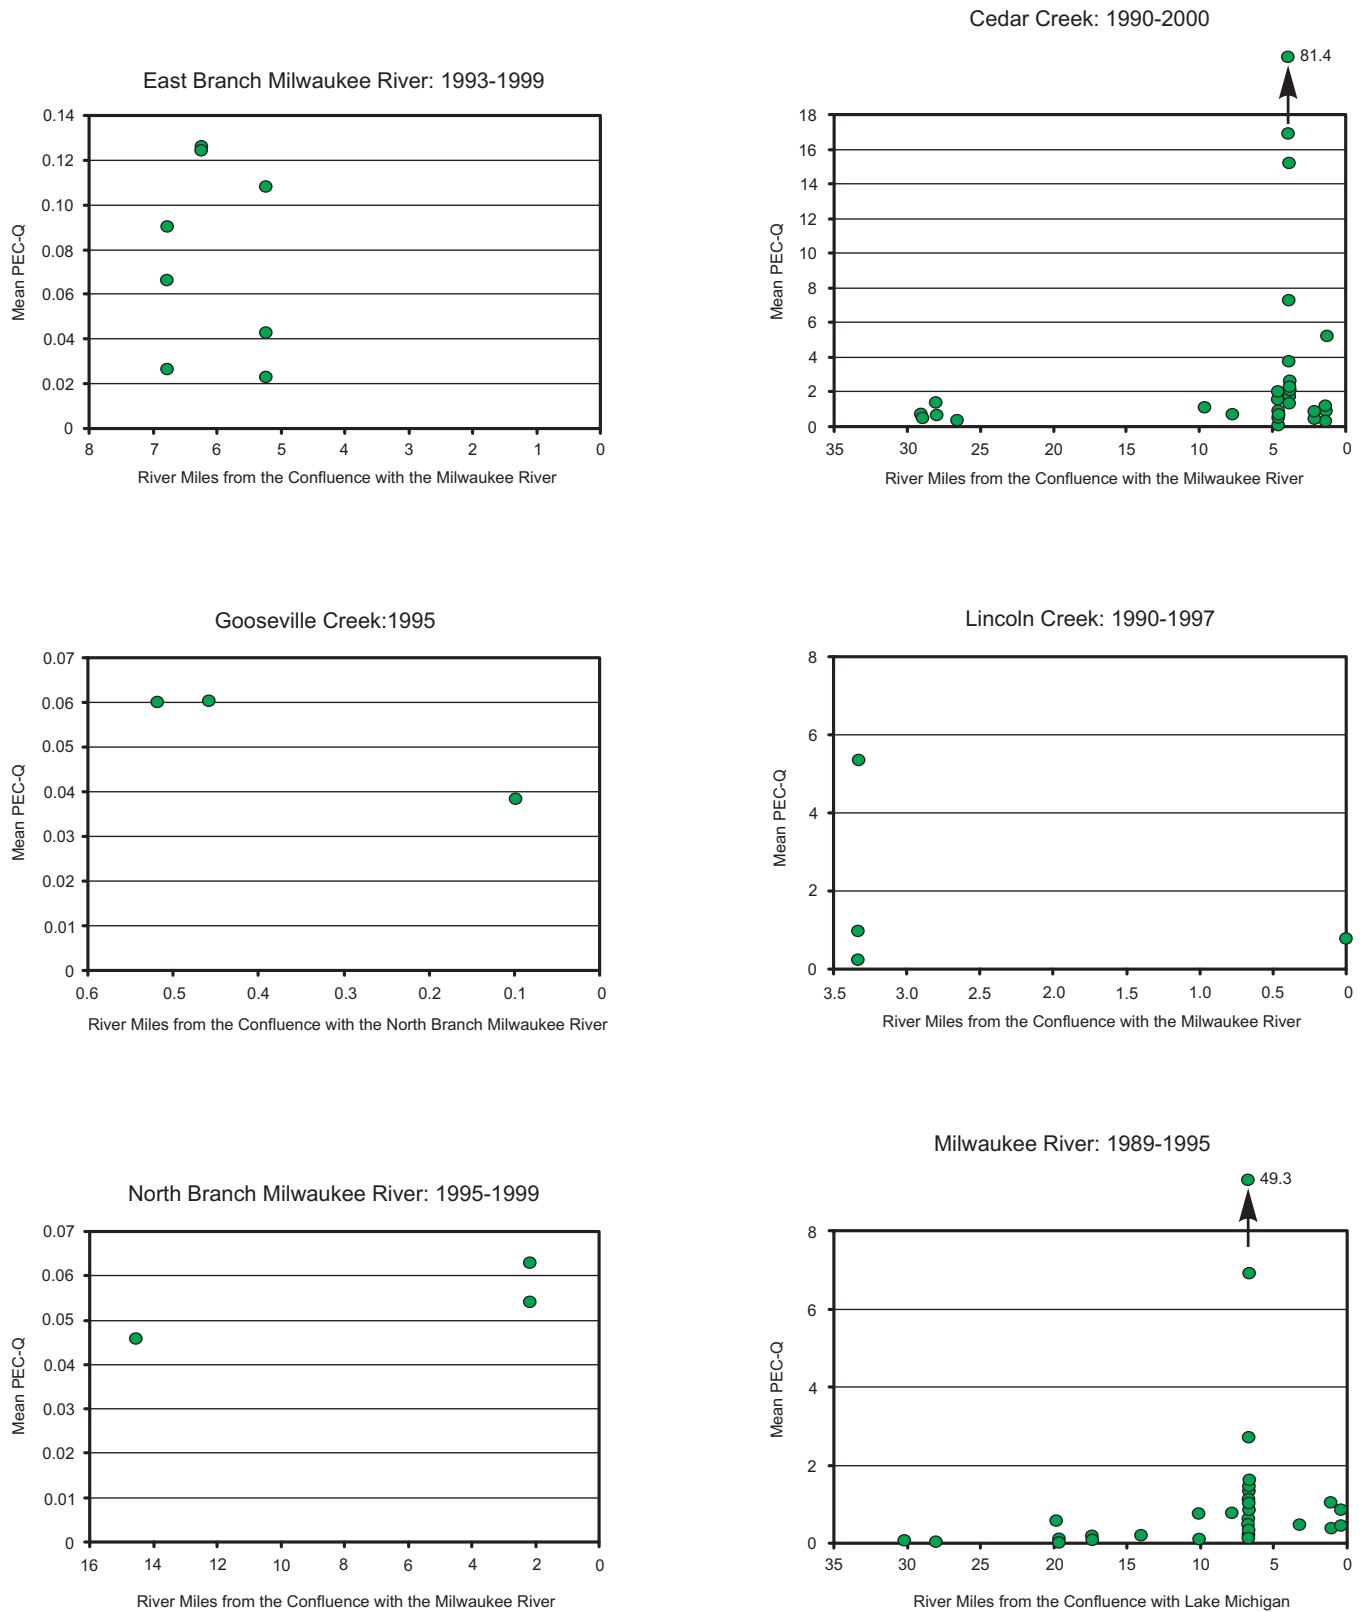 East Branch Milwaukee River: 1993-1999
0.14
0.12
0.10
0.08
0.06
0.04
0.02
0
Mean PEC-Q
8 7 6 5 4 3 2 1 0
River Miles from the Confluence with the Milwaukee River
Cedar Creek: 1990-2000
81.4
18
16
14
12
10
8
6
4
2
0
Mean PEC-Q
35 30 25 20 15 10 5 0
River Miles from the Confluence with the Milwaukee River
Gooseville Creek:1995
0.07
0.06
0.05
0.04
0.03
0.02
0.01
0
Mean PEC-Q
0.6 0.5 0.4 0.3 0.2 0.1 0
River Miles from the Confluence with the North Branch Milwaukee River
Lincoln Creek: 1990-1997
8
6
4
2
0
Mean PEC-Q
3.5 3.0 2.5 2.0 1.5 1.0 0.5 0
River Miles from the Confluence with the Milwaukee River
North Branch Milwaukee River: 1995-1999
0.07
0.06
0.05
0.04
0.03
0.02
0.01
0
Mean PEC-Q
16 14 12 10 8 6 4 2 0
River Miles from the Confluence with the Milwaukee River
Milwaukee River: 1989-1995
49.3
8
6
4
2
0
Mean PEC-Q
35 30 25 20 15 10 5 0
River Miles from the Confluence with Lake Michigan